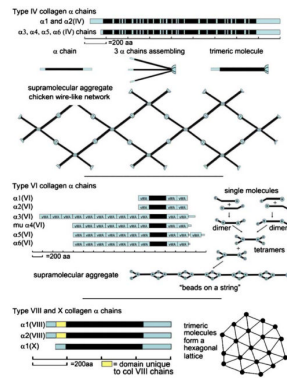 Type IV collagen α chains
α1 and α2(IV)
α3, α4, α5, α6 (IV) chains
=200 aa
α chain
3 α chains assembling
trimeric molecule
supramolecular aggregate
chicken wire-like network
Type VI collagen α chains
single molecules
α1(VI)
α2(VI)
α3(VI)
mu α4(VI)
α5(VI)
α6(VI)
=200 aa
dimer
dimer
tetramers
supramolecular aggregate
"beads on a string"
Type VIII and X collagen α chains
α1(VIII)
α2(VIII)
α1(X)
=200aa
= domain unique
to col VIII chains
trimeric
molecules
form a
hexagonal
lattice